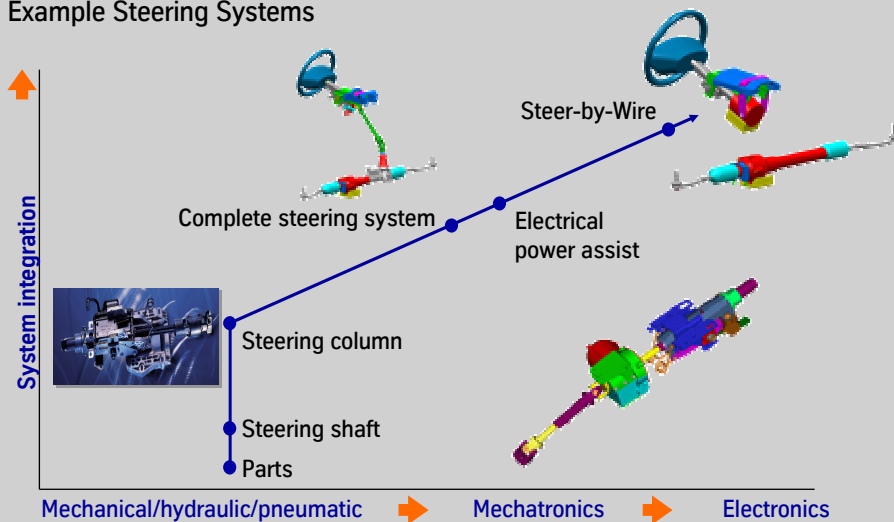 Example Steering Systems
Steer-by-Wire
Complete steering system
Electrical
power assist
System integration
Steering column
Steering shaft
Parts
Mechanical/hydraulic/pneumatic
Mechatronics
Electronics